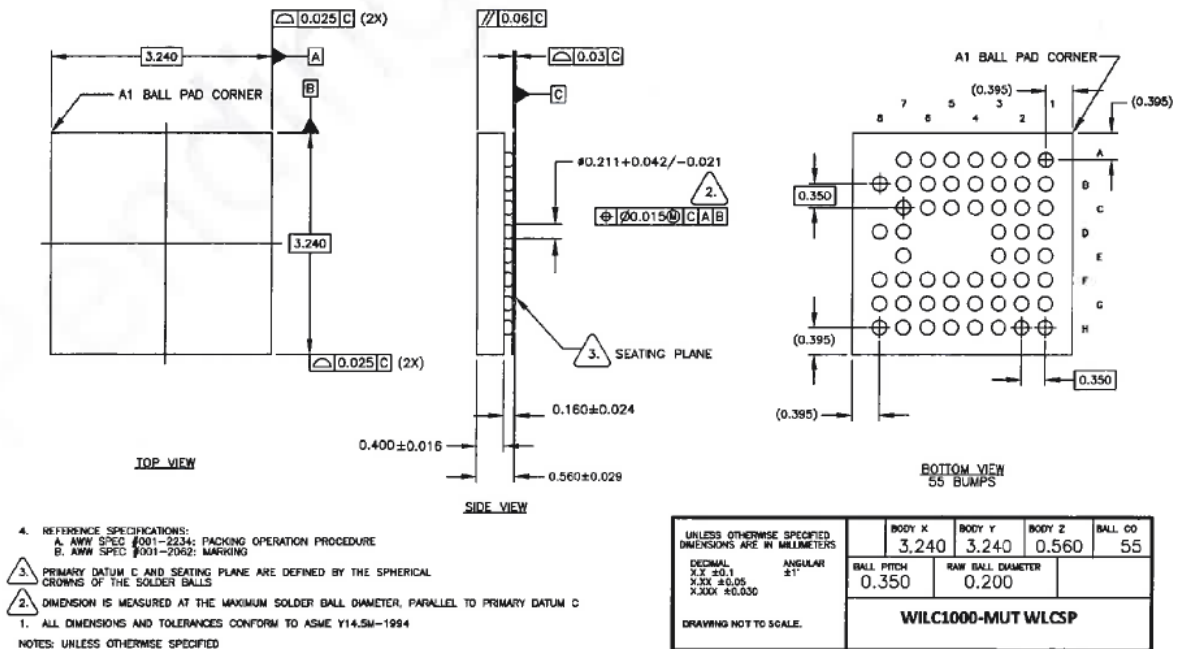 ⌓ 0.025 C (2X)
3.240
A
A1 BALL PAD CORNER
B
3.240
⌓ 0.025 C (2X)
TOP VIEW
// 0.06 C
⌓ 0.03 C
C
ø0.211+0.042/-0.021
2.
⌖ Ø0.015Ⓜ C A B
3. SEATING PLANE
0.160±0.024
0.400±0.016
0.560±0.029
SIDE VIEW
A1 BALL PAD CORNER
(0.395)
(0.395)
7 5 3 1
8 6 4 2
A
B
C
D
E
F
G
H
0.350
(0.395)
0.350
(0.395)
BOTTOM VIEW
55 BUMPS
4. REFERENCE SPECIFICATIONS:
A. AWW SPEC #001-2234: PACKING OPERATION PROCEDURE
B. AWW SPEC #001-2062: MARKING
3. PRIMARY DATUM C AND SEATING PLANE ARE DEFINED BY THE SPHERICAL
CROWNS OF THE SOLDER BALLS
2. DIMENSION IS MEASURED AT THE MAXIMUM SOLDER BALL DIAMETER, PARALLEL TO PRIMARY DATUM C
1. ALL DIMENSIONS AND TOLERANCES CONFORM TO ASME Y14.5M-1994
NOTES: UNLESS OTHERWISE SPECIFIED
UNLESS OTHERWISE SPECIFIED
DIMENSIONS ARE IN MILLIMETERS
DECIMAL ANGULAR
X.X ±0.1 ±1°
X.XX ±0.05
X.XXX ±0.030
DRAWING NOT TO SCALE.
BODY X BODY Y BODY Z BALL CO
3.240 3.240 0.560 55
BALL PITCH RAW BALL DIAMETER
0.350 0.200
WILC1000-MUT WLCSP